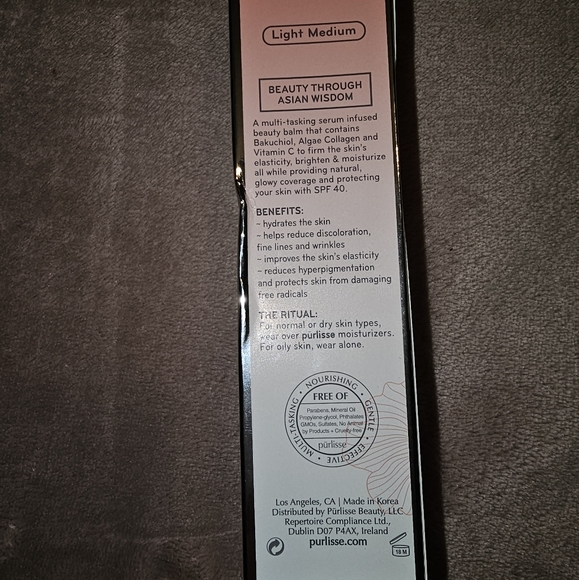 Light Medium
BEAUTY THROUGH
ASIAN WISDOM
A multi-tasking serum infused
beauty balm that contains
Bakuchiol, Algae Collagen and
Vitamin C to firm the skin's
elasticity, brighten & moisturize
all while providing natural,
glowy coverage and protecting
your skin with SPF 40.
BENEFITS:
~ hydrates the skin
~ helps reduce discoloration,
fine lines and wrinkles
~ improves the skin's elasticity
~ reduces hyperpigmentation
and protects skin from damaging
free radicals
THE RITUAL:
For normal or dry skin types,
wear over pūrlisse moisturizers.
For oily skin, wear alone.
NOURISHING • GENTLE • EFFECTIVE • MULTI-TASKING •
FREE OF
Parabens, Mineral Oil
Propylene-glycol, Phthalates
GMOs, Sulfates, No Animal
by Products + Cruelty-free
pūrlisse
Los Angeles, CA | Made in Korea
Distributed by Pūrlisse Beauty, LLC
Repertoire Compliance Ltd.,
Dublin D07 P4AX, Ireland
purlisse.com
18 M